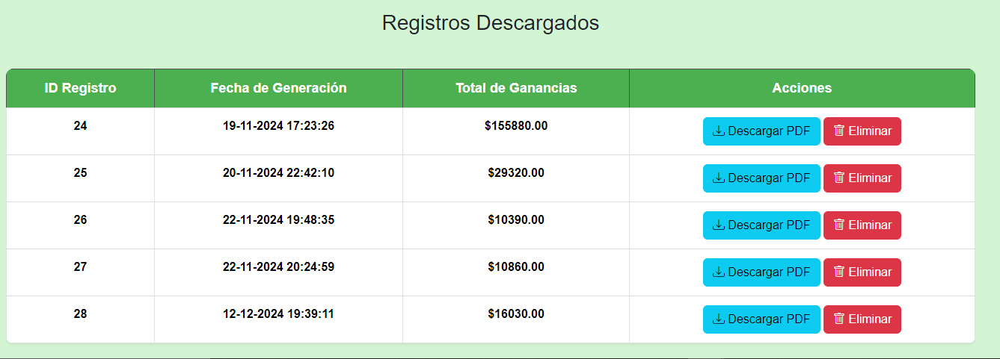 Registros Descargados
ID Registro Fecha de Generación Total de Ganancias Acciones
24 19-11-2024 17:23:26 $155880.00 Descargar PDF Eliminar
25 20-11-2024 22:42:10 $29320.00 Descargar PDF Eliminar
26 22-11-2024 19:48:35 $10390.00 Descargar PDF Eliminar
27 22-11-2024 20:24:59 $10860.00 Descargar PDF Eliminar
28 12-12-2024 19:39:11 $16030.00 Descargar PDF Eliminar